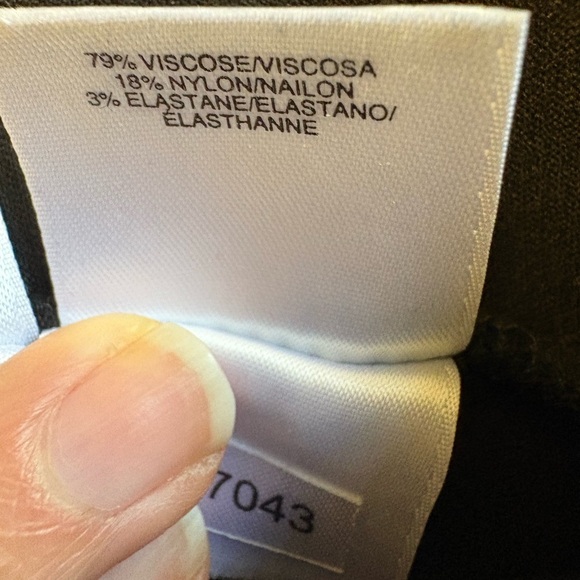 79% VISCOSE/VISCOSA
18% NYLON/NAILON
3% ELASTANE/ELASTANO/
ÉLASTHANNE
7043